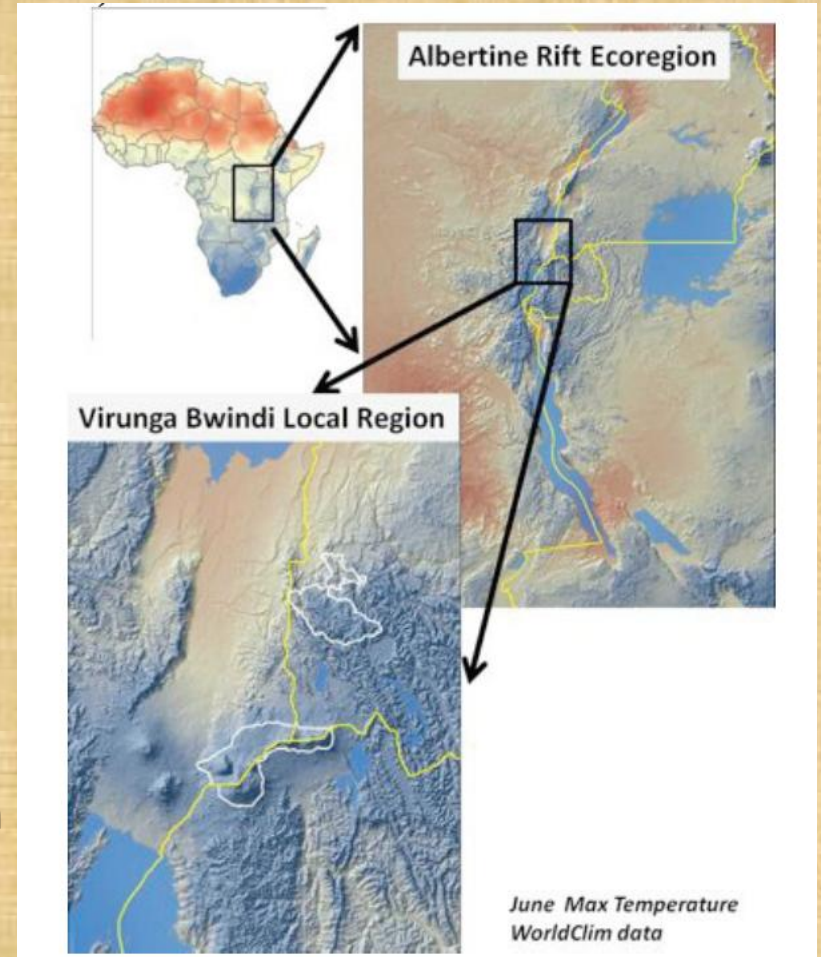 Albertine Rift Ecoregion
Virunga Bwindi Local Region
June Max Temperature
WorldClim data